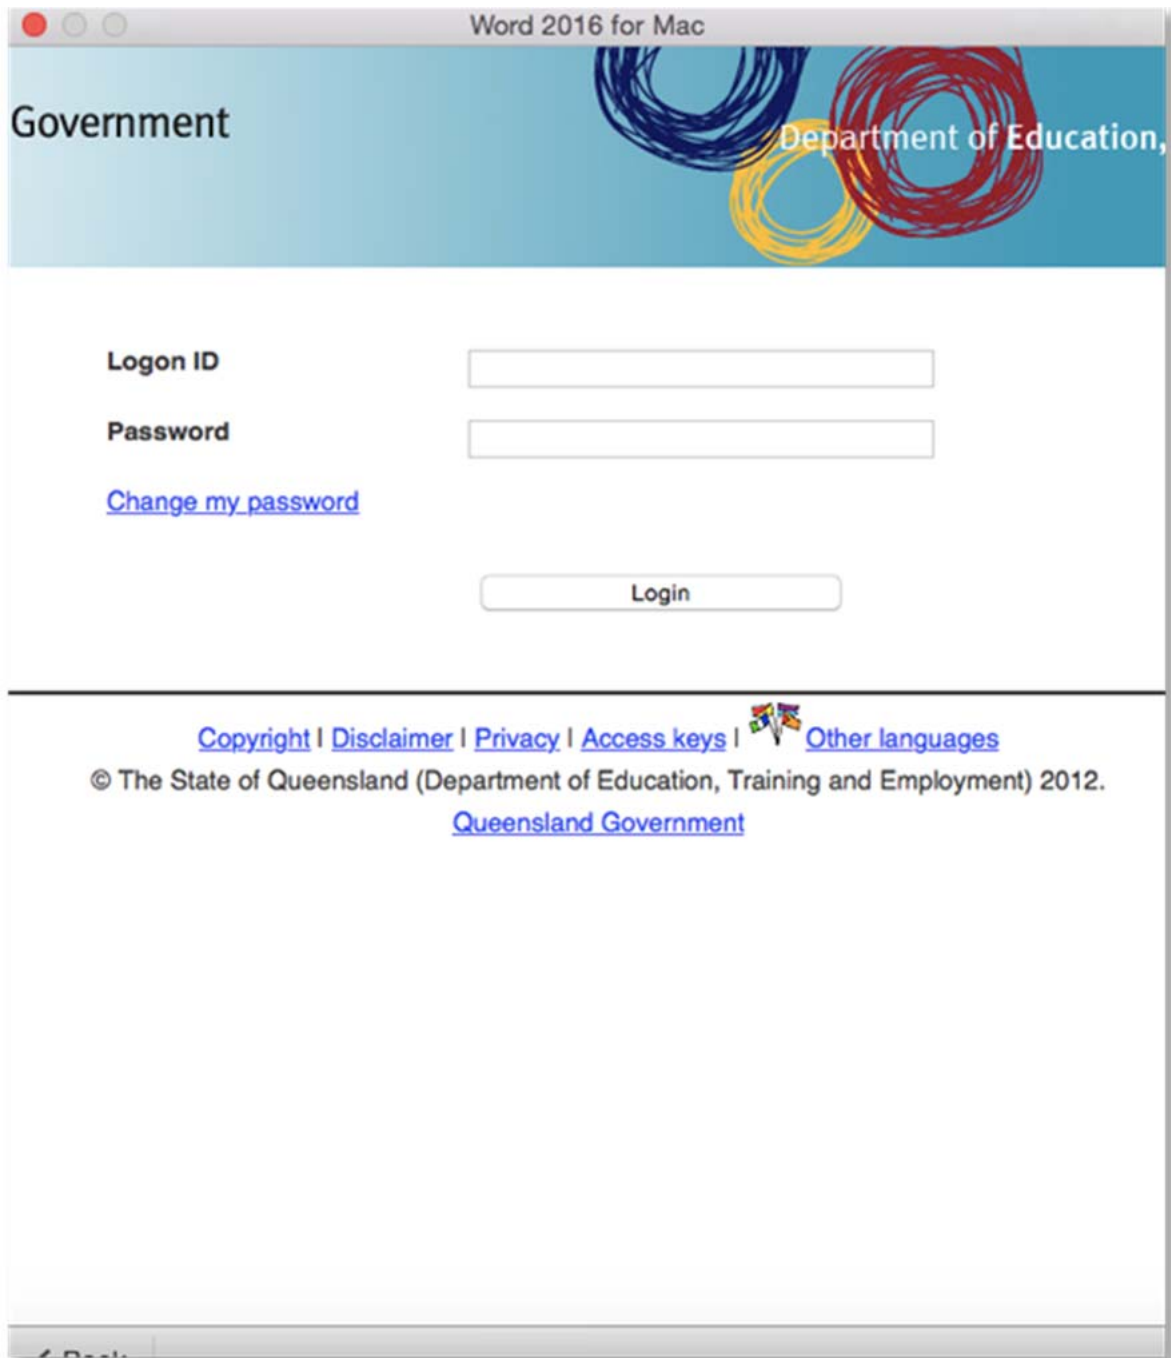 Word 2016 for Mac
Government
Department of Education,
Logon ID
Password
Change my password
Login
Copyright | Disclaimer | Privacy | Access keys | Other languages
© The State of Queensland (Department of Education, Training and Employment) 2012.
Queensland Government
Back